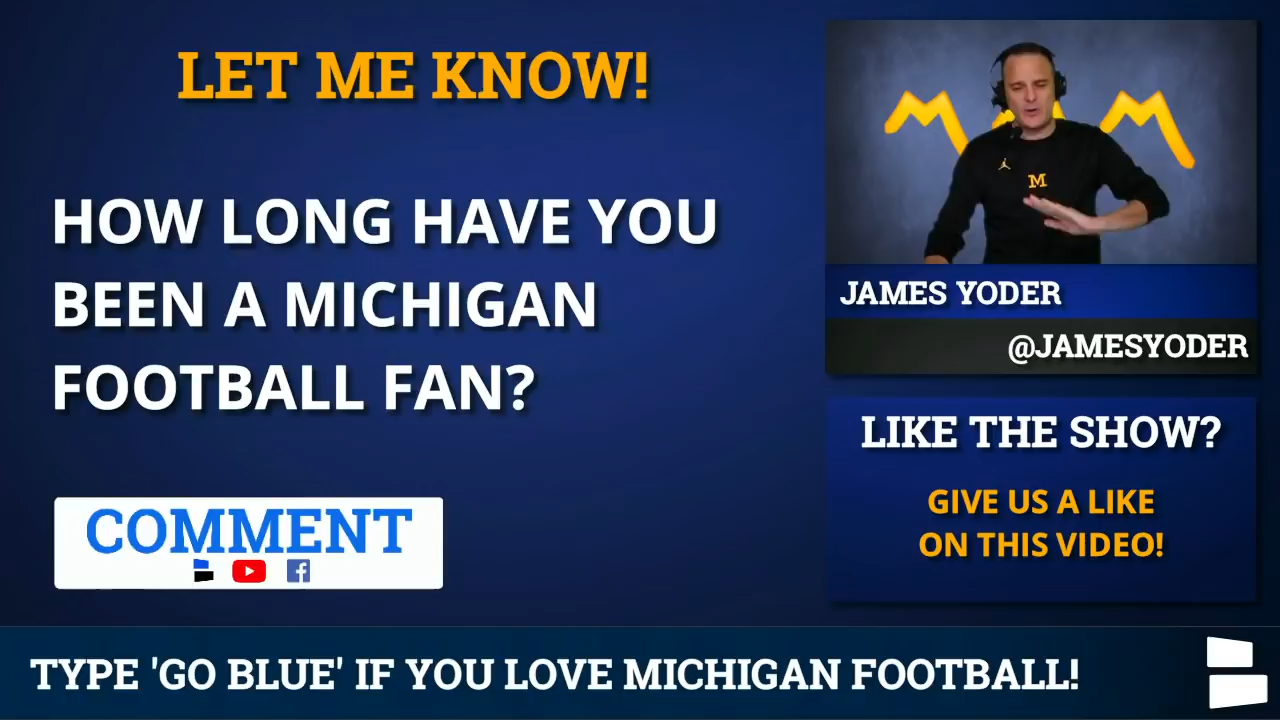 LET ME KNOW!
HOW LONG HAVE YOU
BEEN A MICHIGAN
FOOTBALL FAN?
COMMENT
M
JAMES YODER
@JAMESYODER
LIKE THE SHOW?
GIVE US A LIKE
ON THIS VIDEO!
TYPE 'GO BLUE' IF YOU LOVE MICHIGAN FOOTBALL!